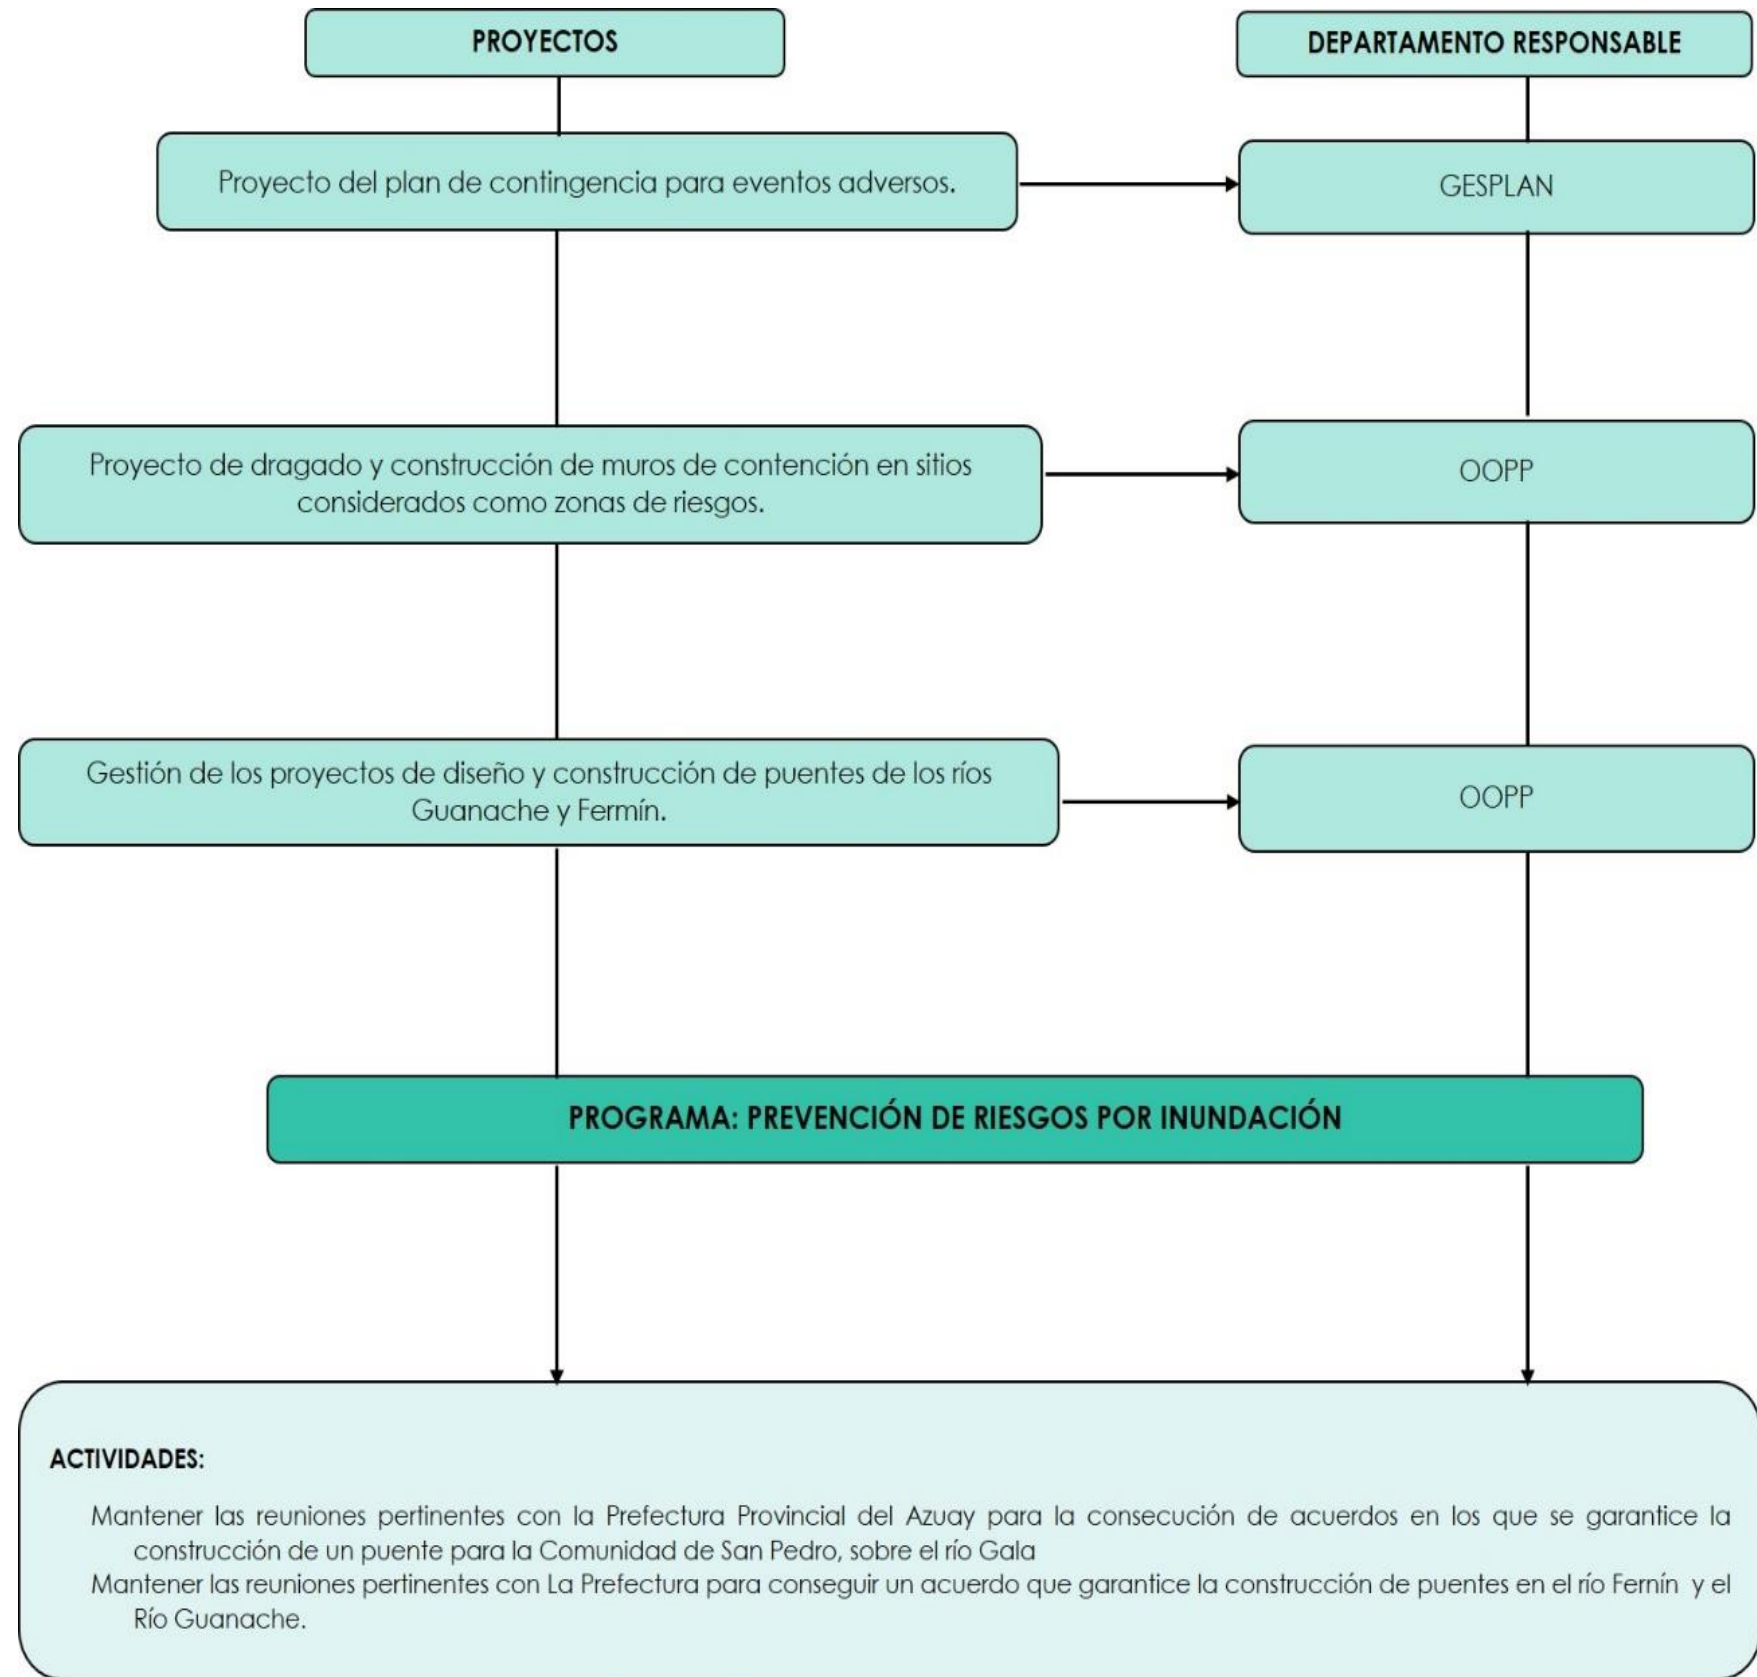 PROYECTOS
DEPARTAMENTO RESPONSABLE
Proyecto del plan de contingencia para eventos adversos.
GESPLAN
Proyecto de dragado y construcción de muros de contención en sitios
considerados como zonas de riesgos.
OOPP
Gestión de los proyectos de diseño y construcción de puentes de los ríos
Guanache y Fermín.
OOPP
PROGRAMA: PREVENCIÓN DE RIESGOS POR INUNDACIÓN
ACTIVIDADES:
Mantener las reuniones pertinentes con la Prefectura Provincial del Azuay para la consecución de acuerdos en los que se garantice la
construcción de un puente para la Comunidad de San Pedro, sobre el río Gala
Mantener las reuniones pertinentes con La Prefectura para conseguir un acuerdo que garantice la construcción de puentes en el río Fernín y el
Río Guanache.